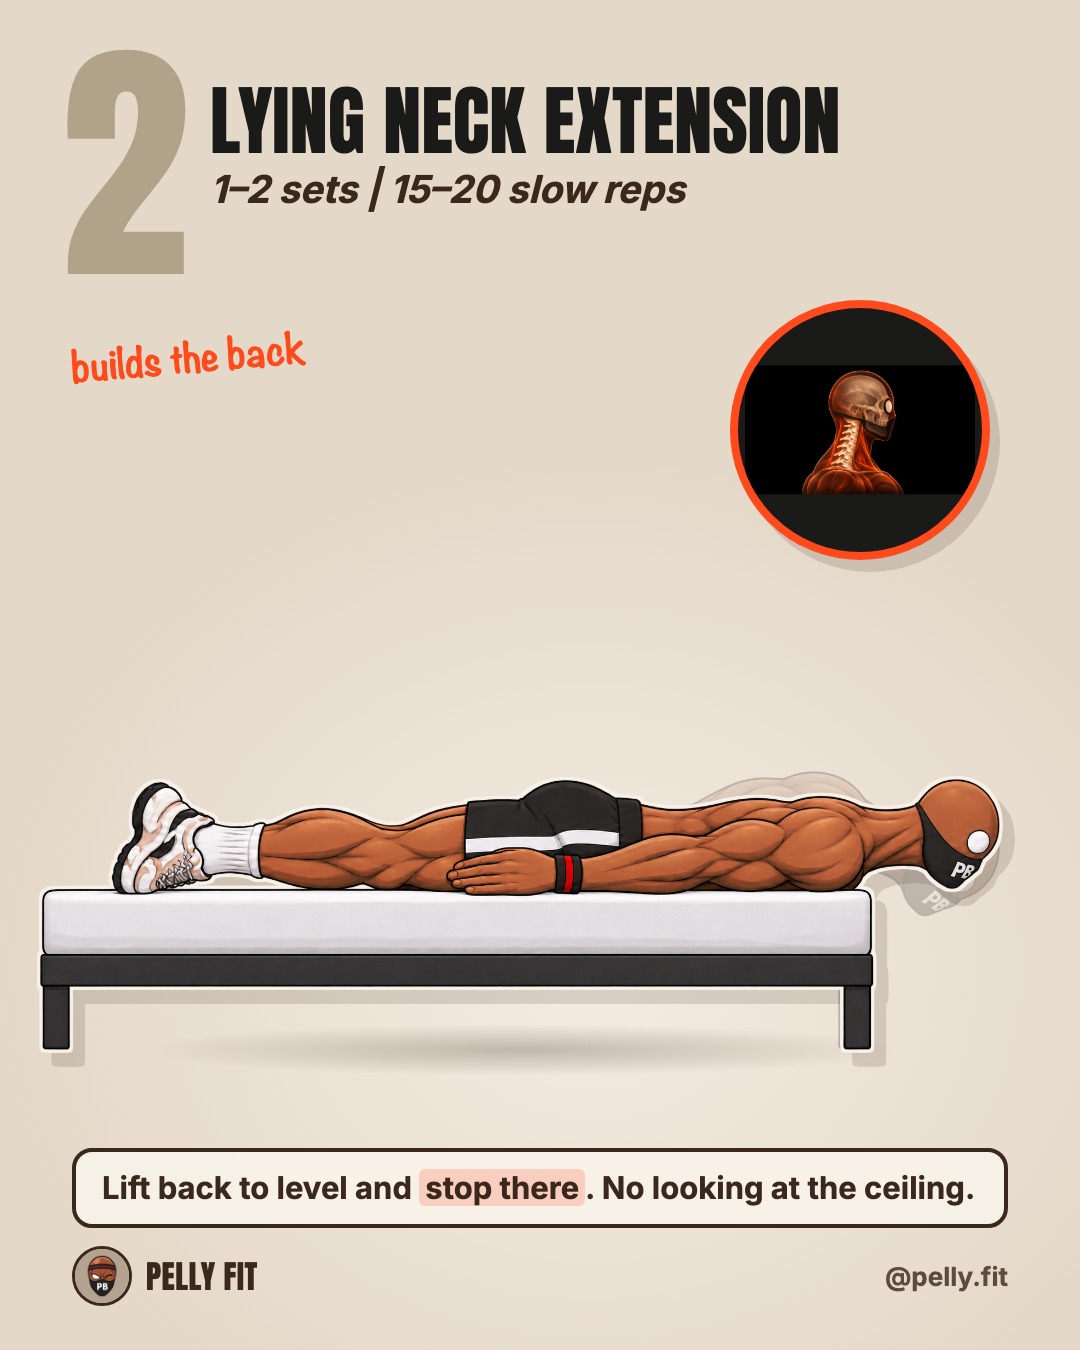 2
LYING NECK EXTENSION
1–2 sets | 15–20 slow reps
builds the back
PB
PB
Lift back to level and stop there. No looking at the ceiling.
PB
PELLY FIT
@pelly.fit